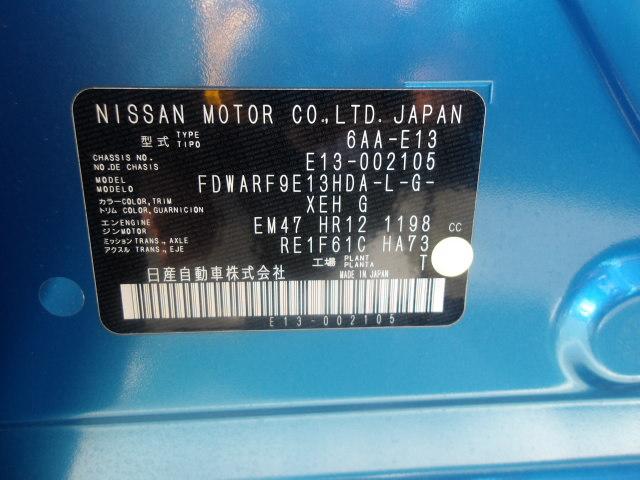 NISSAN MOTOR CO.,LTD. JAPAN
型式 TYPE TIPO 6AA-E13
CHASSIS NO. NO. DE CHASIS E13-002105
MODEL MODELO FDWARF9E13HDA-L-G-
カラー COLOR, TRIM トリム COLOR, GUARNICION XEH G
エンジン ENGINE ジン MOTOR EM47 HR12 1198 CC
ミッション TRANS., AXLE アクスル TRANS., EJE RE1F61C HA73
工場 PLANT PLANTA T
日産自動車株式会社 MADE IN JAPAN
E13-002105